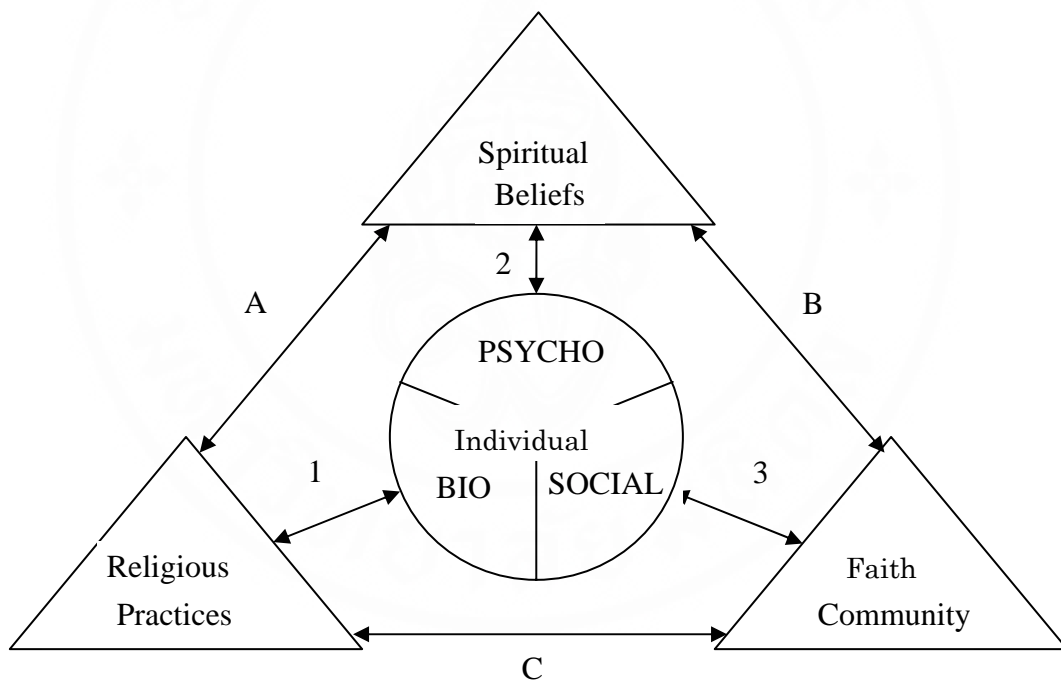 Spiritual
Beliefs
2
A
B
PSYCHO
Individual
1
3
BIO
SOCIAL
Religious
Practices
Faith
Community
C